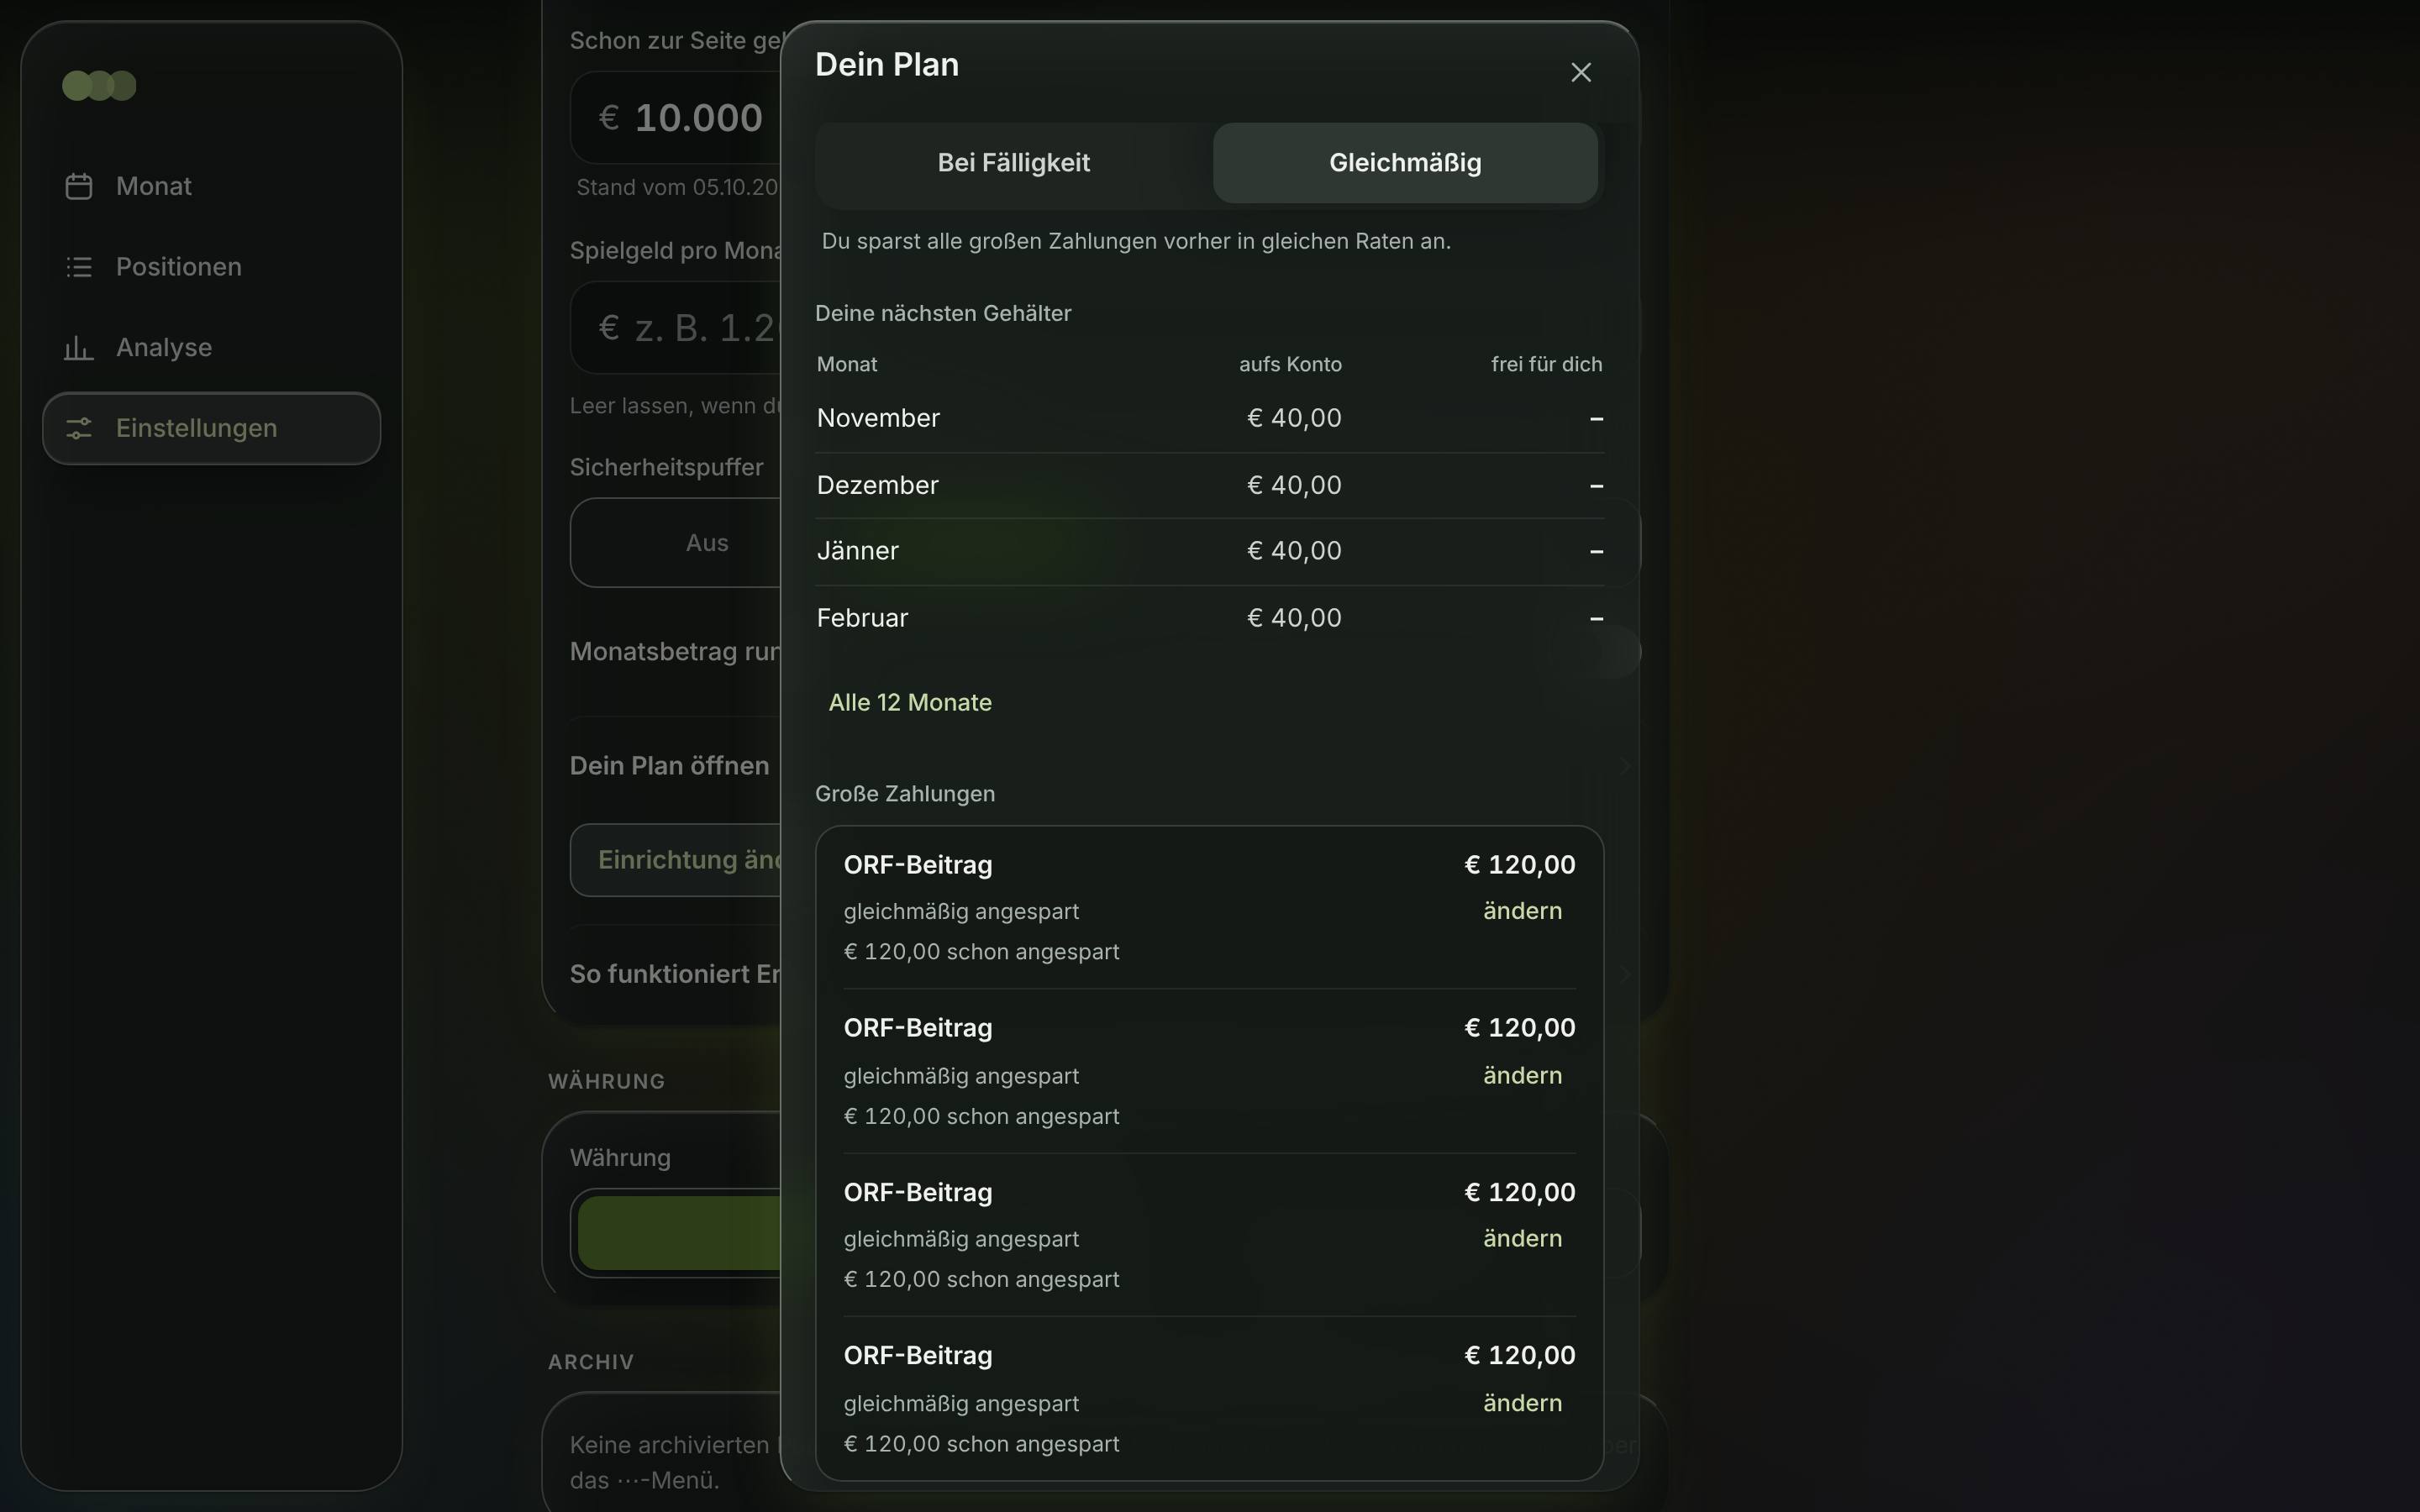 Monat
Positionen
Analyse
Einstellungen
Schon zur Seite
€ 10.000
Stand vom 05.10.20
Spielgeld pro
€ z. B. 1.2
Leer lassen, wenn
Sicherheitspuffer
Aus
Monatsbetrag
Dein Plan öffnen
Einrichtung
So funktioniert
WÄHRUNG
Währung
ARCHIV
Keine archivierten
das ···-Menü.
Dein Plan
Bei Fälligkeit
Gleichmäßig
Du sparst alle großen Zahlungen vorher in gleichen Raten an.
Deine nächsten Gehälter
Monat aufs Konto frei für dich
November € 40,00 –
Dezember € 40,00 –
Jänner € 40,00 –
Februar € 40,00 –
Alle 12 Monate
Große Zahlungen
ORF-Beitrag € 120,00
gleichmäßig angespart ändern
€ 120,00 schon angespart
ORF-Beitrag € 120,00
gleichmäßig angespart ändern
€ 120,00 schon angespart
ORF-Beitrag € 120,00
gleichmäßig angespart ändern
€ 120,00 schon angespart
ORF-Beitrag € 120,00
gleichmäßig angespart ändern
€ 120,00 schon angespart